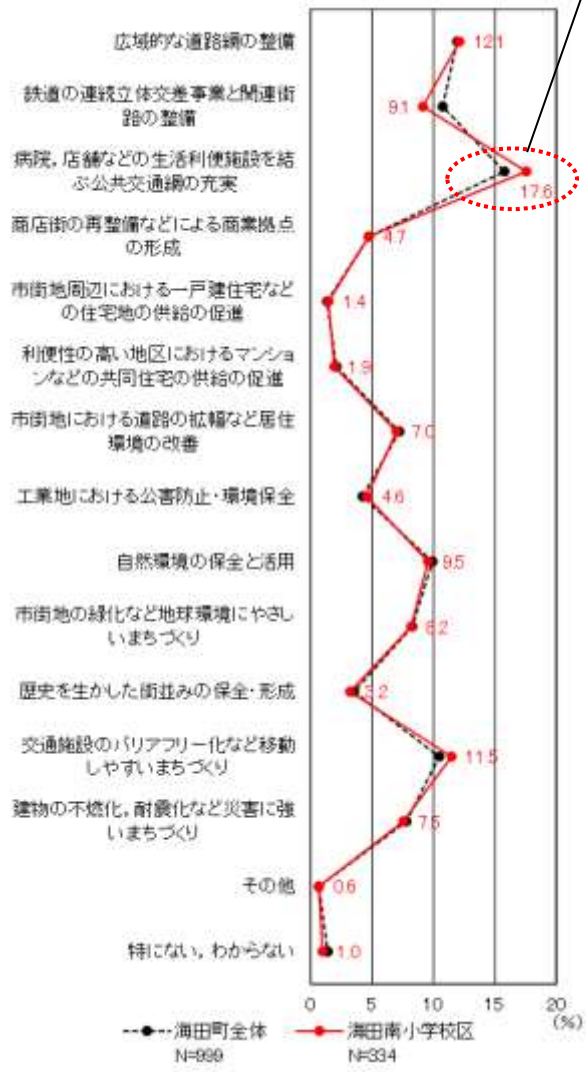 広域的な道路網の整備
12.1
鉄道の連続立体交差事業と関連街
路の整備
9.1
病院，店舗などの生活利便施設を結
ぶ公共交通網の充実
17.6
商店街の再整備などによる商業拠点
の形成
4.7
市街地周辺における一戸建住宅など
の住宅地の供給の促進
1.4
利便性の高い地区におけるマンショ
ンなどの共同住宅の供給の促進
1.9
市街地における道路の拡幅など居住
環境の改善
7.0
工業地における公害防止・環境保全
4.6
自然環境の保全と活用
9.5
市街地の緑化など地球環境にやさし
いまちづくり
8.2
歴史を生かした街並みの保全・形成
3.2
交通施設のバリアフリー化など移動
しやすいまちづくり
11.5
建物の不燃化，耐震化など災害に強
いまちづくり
7.5
その他
0.6
特にない，わからない
1.0
0 5 10 15 20
(%)
海田町全体 海田南小学校区
N=999 N=334